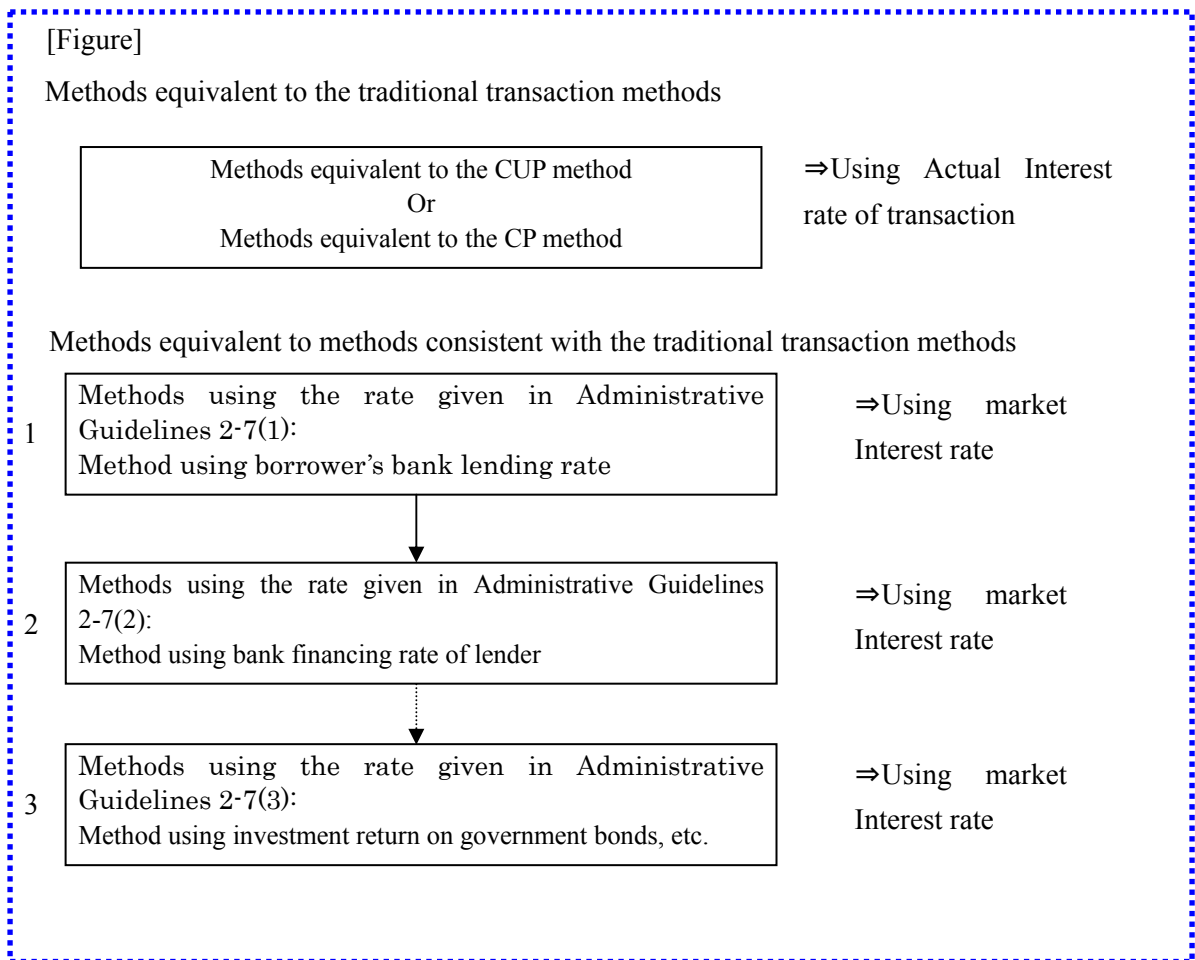 [Figure]
Methods equivalent to the traditional transaction methods
Methods equivalent to the CUP method
Or
Methods equivalent to the CP method
⇒Using Actual Interest
rate of transaction
Methods equivalent to methods consistent with the traditional transaction methods
1
Methods using the rate given in Administrative
Guidelines 2-7(1):
Method using borrower's bank lending rate
⇒Using market
Interest rate
2
Methods using the rate given in Administrative Guidelines
2-7(2):
Method using bank financing rate of lender
⇒Using market
Interest rate
3
Methods using the rate given in Administrative
Guidelines 2-7(3):
Method using investment return on government bonds, etc.
⇒Using market
Interest rate